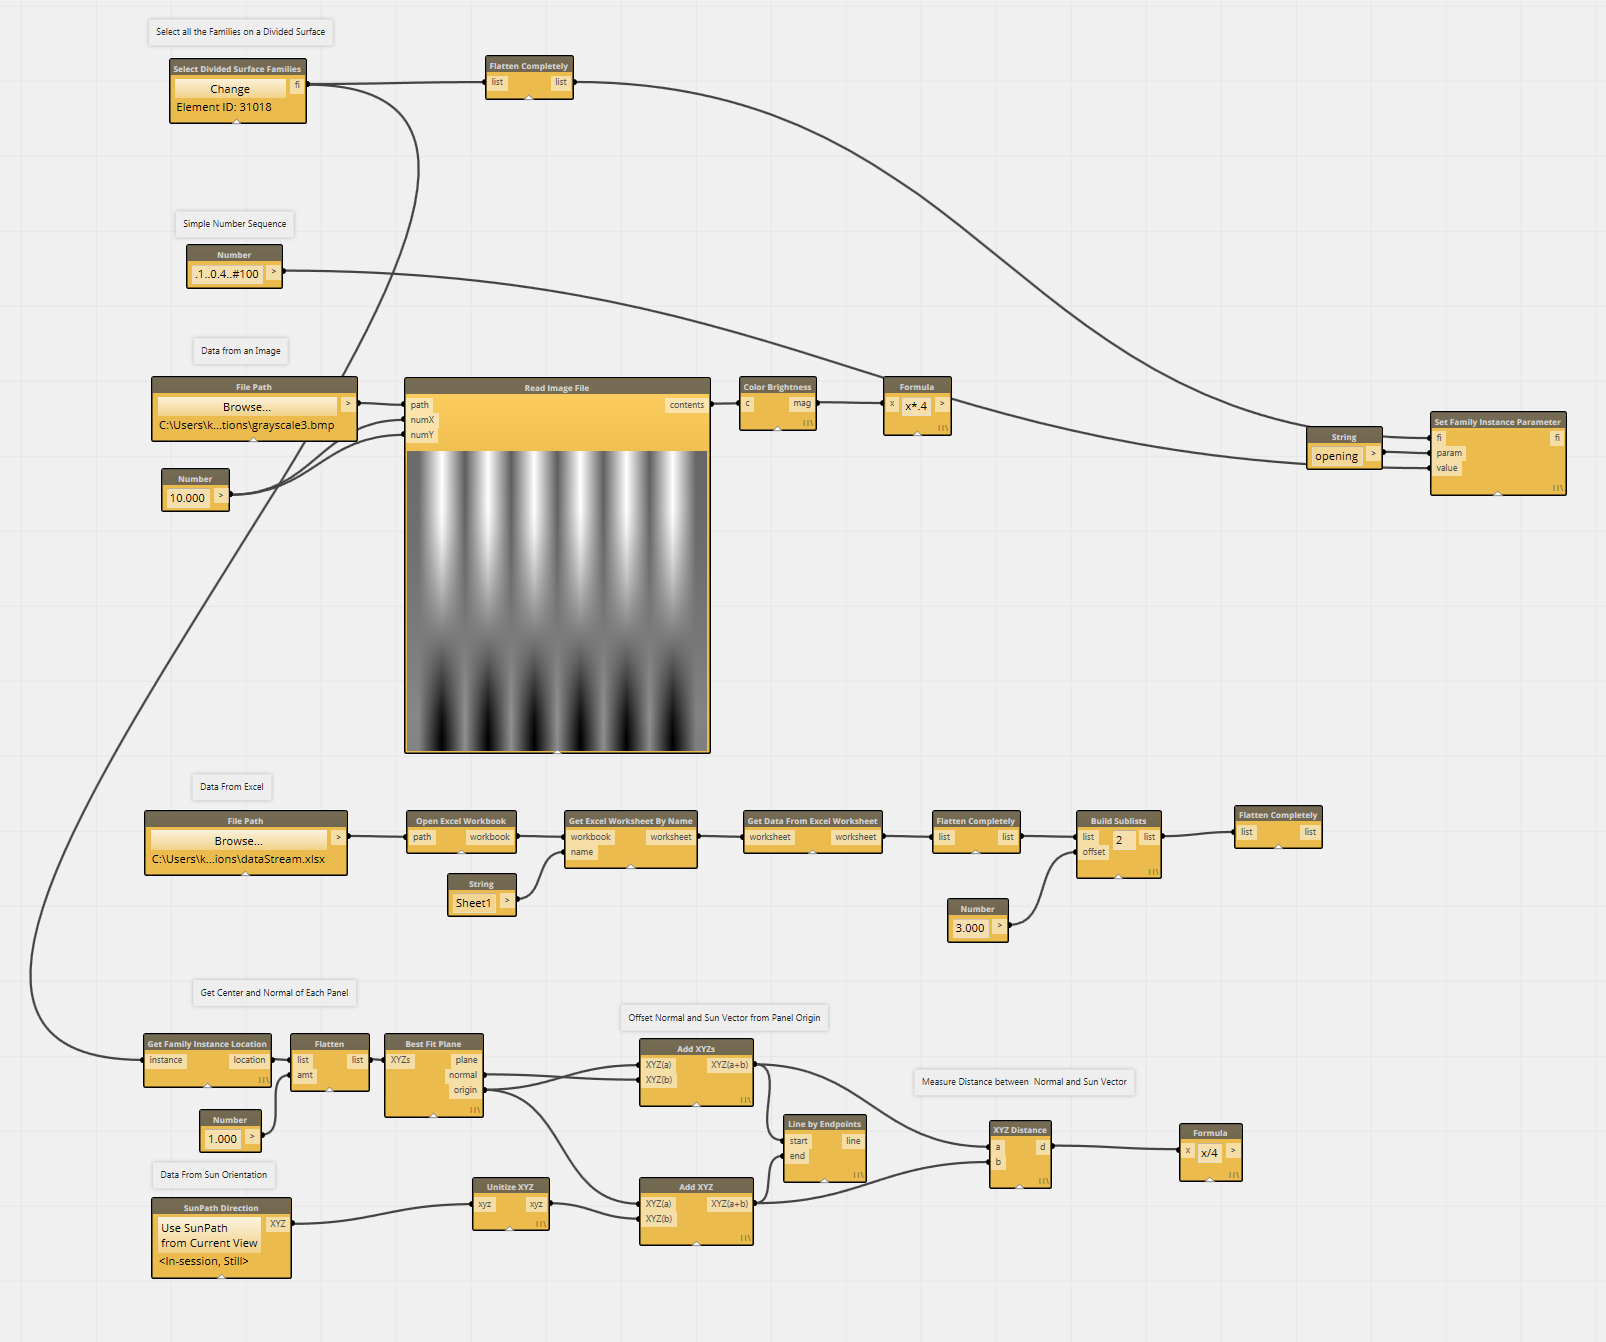 Select all the Families on a Divided Surface
Select Divided Surface Families
Change
fi
Element ID: 31018
Flatten Completely
list
list
Simple Number Sequence
Number
.1..0.4..#100
>
Data from an Image
File Path
Browse...
>
C:\Users\k...tions\grayscale3.bmp
Number
10.000
>
Read Image File
path
contents
numX
numY
Color Brightness
c
mag
Formula
x
x*.4
>
String
opening
>
Set Family Instance Parameter
fi
fi
param
value
Data From Excel
File Path
Browse...
>
C:\Users\k...ions\dataStream.xlsx
Open Excel Workbook
path
workbook
Get Excel Worksheet By Name
workbook
worksheet
name
String
Sheet1
>
Get Data From Excel Worksheet
worksheet
worksheet
Flatten Completely
list
list
Build Sublists
list
2
list
offset
Number
3.000
>
Flatten Completely
list
list
Get Center and Normal of Each Panel
Get Family Instance Location
instance
location
Flatten
list
list
amt
Number
1.000
>
Best Fit Plane
XYZs
plane
normal
origin
Data From Sun Orientation
SunPath Direction
Use SunPath
from Current View
XYZ
<In-session, Still>
Unitize XYZ
xyz
xyz
Offset Normal and Sun Vector from Panel Origin
Add XYZs
XYZ(a)
XYZ(a+b)
XYZ(b)
Line by Endpoints
start
line
end
Add XYZ
XYZ(a)
XYZ(a+b)
XYZ(b)
Measure Distance between Normal and Sun Vector
XYZ Distance
a
d
b
Formula
x
x/4
>